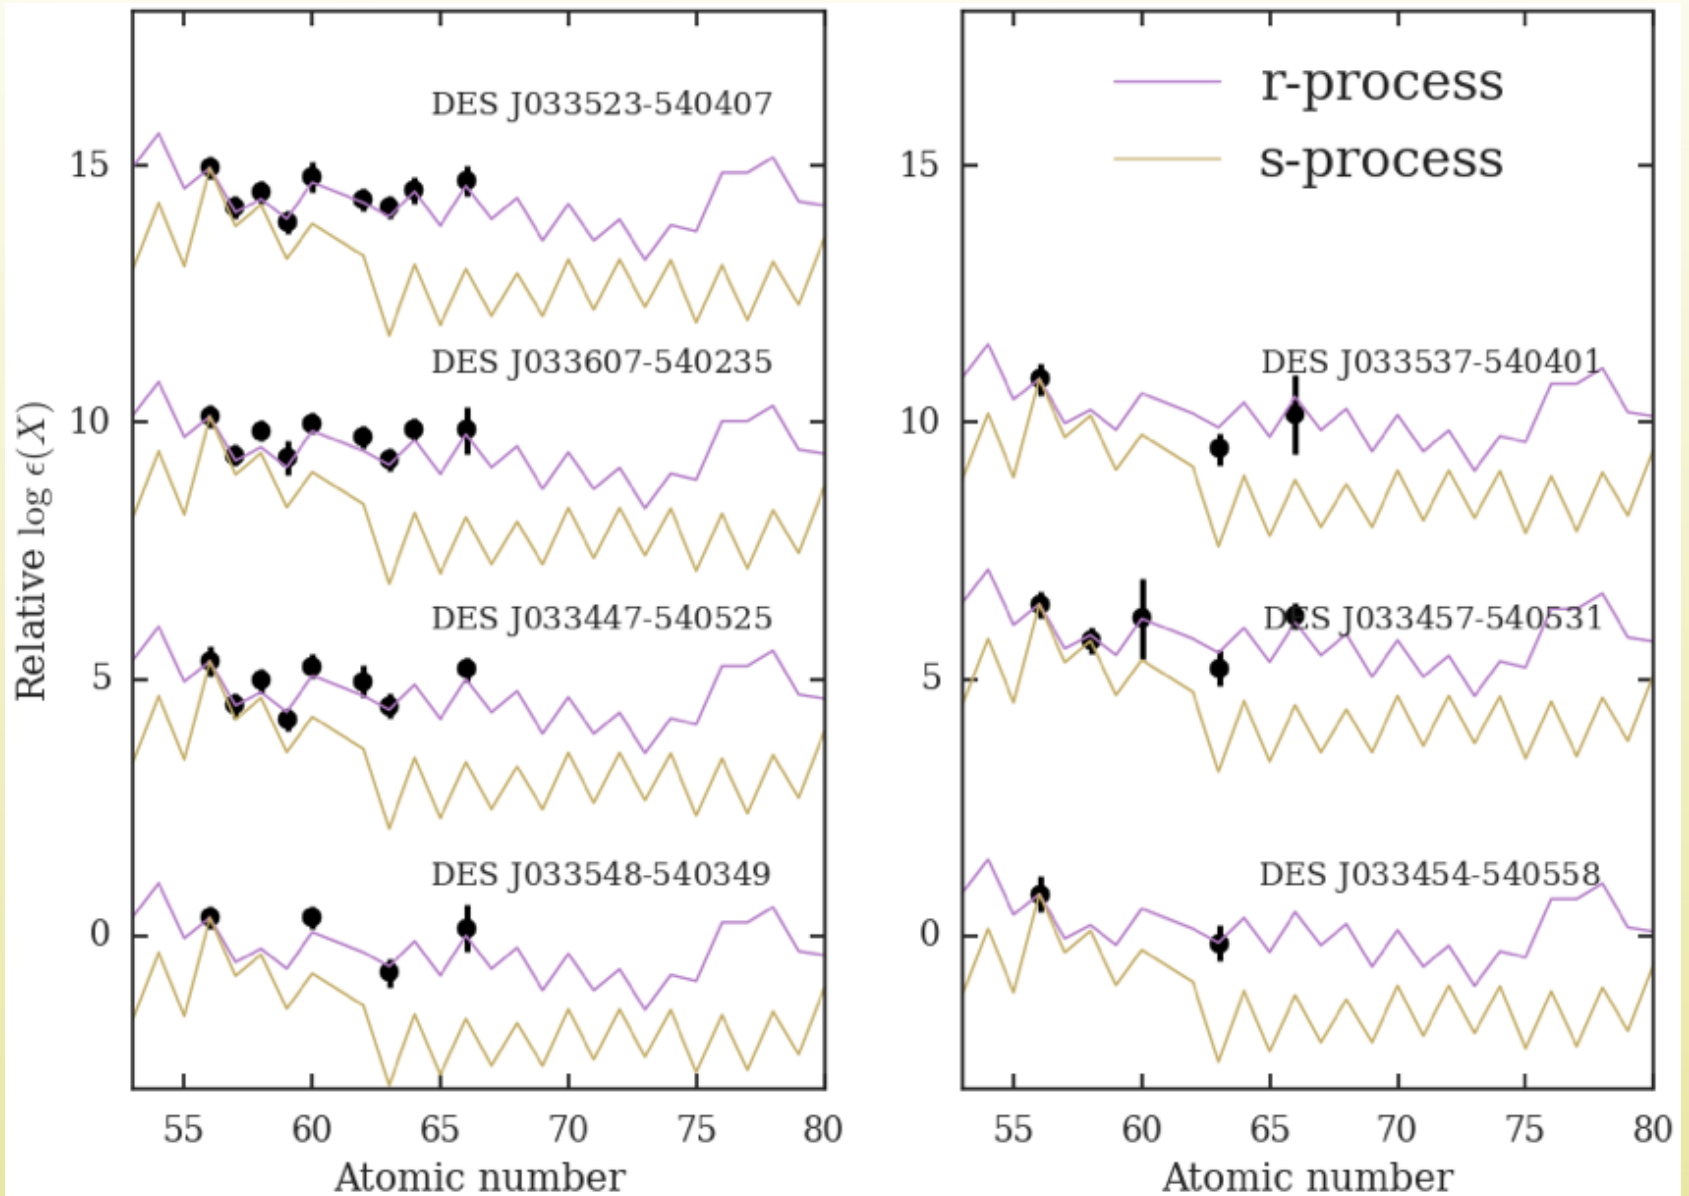 DES J033523-540407
DES J033607-540235
DES J033447-540525
DES J033548-540349
15
10
5
0
Relative log ϵ(X)
55 60 65 70 75 80
Atomic number
r-process
s-process
DES J033537-540401
DES J033457-540531
DES J033454-540558
15
10
5
0
55 60 65 70 75 80
Atomic number